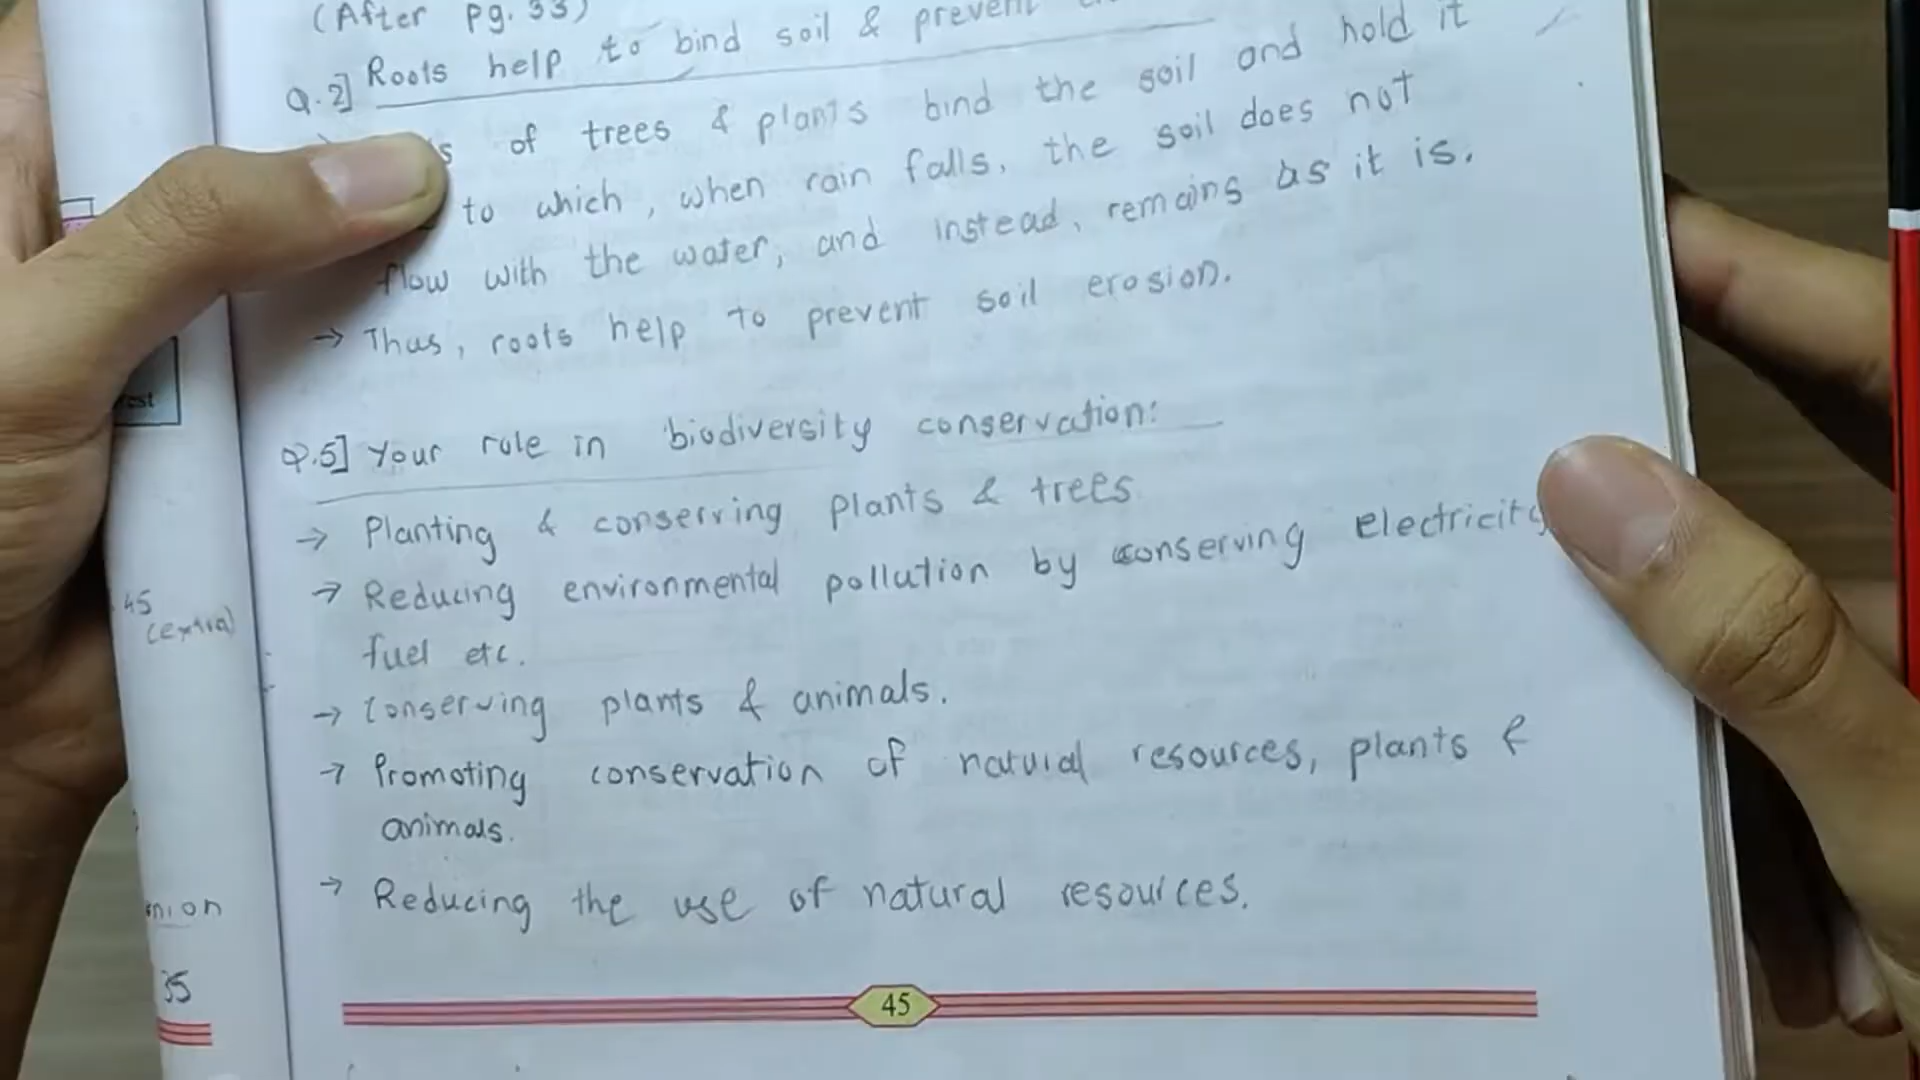 (After pg. 33)
Q.2] Roots help to bind soil & prevent
of trees & plants bind the soil and hold it
to which, when rain falls, the soil does not
flow with the water, and instead, remains as it is.
→ Thus, roots help to prevent soil erosion.
Q.5] Your role in biodiversity conservation:
→ Planting & conserving plants & trees
→ Reducing environmental pollution by conserving electricity
fuel etc.
→ Conserving plants & animals.
→ Promoting conservation of natural resources, plants &
animals.
→ Reducing the use of natural resources.
45
45
(extra)
35